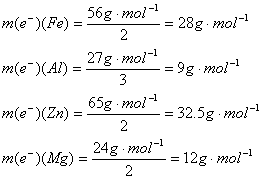 m(e⁻)(Fe) = 56g·mol⁻¹/2 = 28g·mol⁻¹
m(e⁻)(Al) = 27g·mol⁻¹/3 = 9g·mol⁻¹
m(e⁻)(Zn) = 65g·mol⁻¹/2 = 32.5g·mol⁻¹
m(e⁻)(Mg) = 24g·mol⁻¹/2 = 12g·mol⁻¹